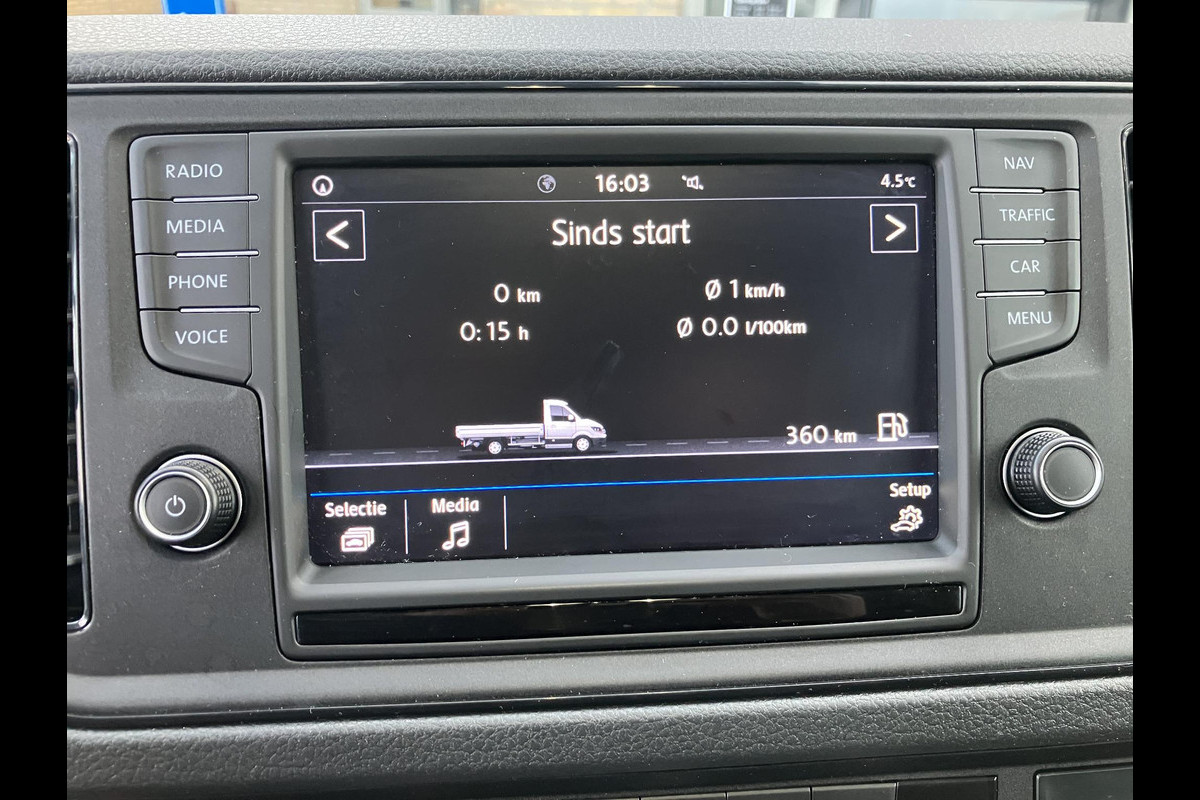 RADIO
MEDIA
PHONE
VOICE
16:03
4.5°C
<
Sinds start
>
0 km
Ø 1 km/h
0:15 h
Ø 0.0 l/100km
360 km
Selectie
Media
Setup
NAV
TRAFFIC
CAR
MENU